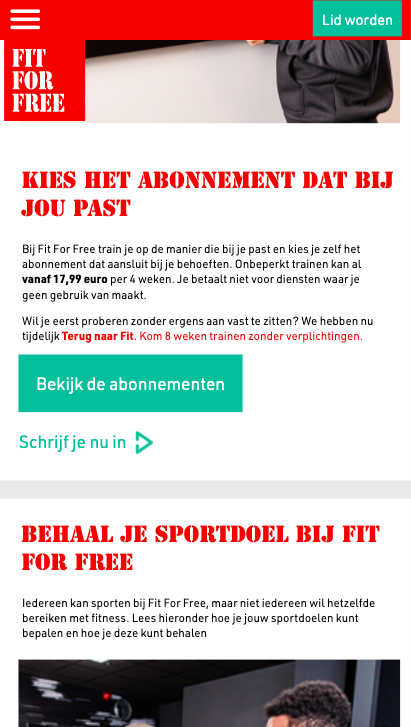 Lid worden
FIT
FOR
FREE
KIES HET ABONNEMENT DAT BIJ
JOU PAST
Bij Fit For Free train je op de manier die bij je past en kies je zelf het
abonnement dat aansluit bij je behoeften. Onbeperkt trainen kan al
vanaf 17,99 euro per 4 weken. Je betaalt niet voor diensten waar je
geen gebruik van maakt.
Wil je eerst proberen zonder ergens aan vast te zitten? We hebben nu
tijdelijk Terug naar Fit. Kom 8 weken trainen zonder verplichtingen.
Bekijk de abonnementen
Schrijf je nu in
BEHAAL JE SPORTDOEL BIJ FIT
FOR FREE
Iedereen kan sporten bij Fit For Free, maar niet iedereen wil hetzelfde
bereiken met fitness. Lees hieronder hoe je jouw sportdoelen kunt
bepalen en hoe je deze kunt behalen